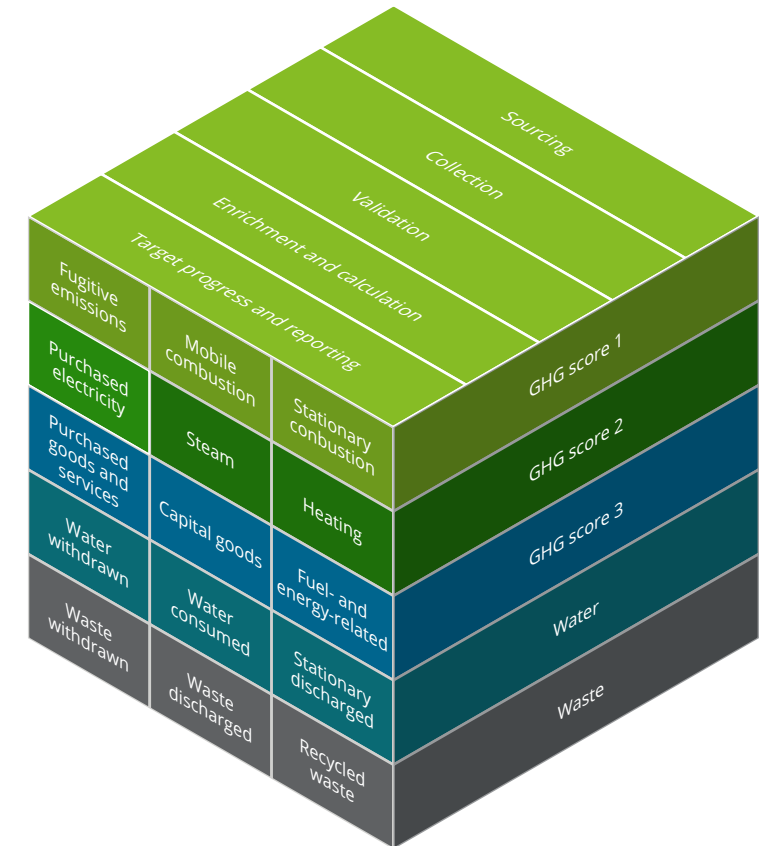 Sourcing
Collection
Validation
Enrichment and calculation
Target progress and reporting
Fugitive
emissions
Mobile
combustion
Stationary
conbustion
GHG score 1
Purchased
electricity
Steam
Heating
GHG score 2
Purchased
goods and
services
Capital goods
Fuel- and
energy-related
GHG score 3
Water
withdrawn
Water
consumed
Stationary
discharged
Water
Waste
withdrawn
Waste
discharged
Recycled
waste
Waste